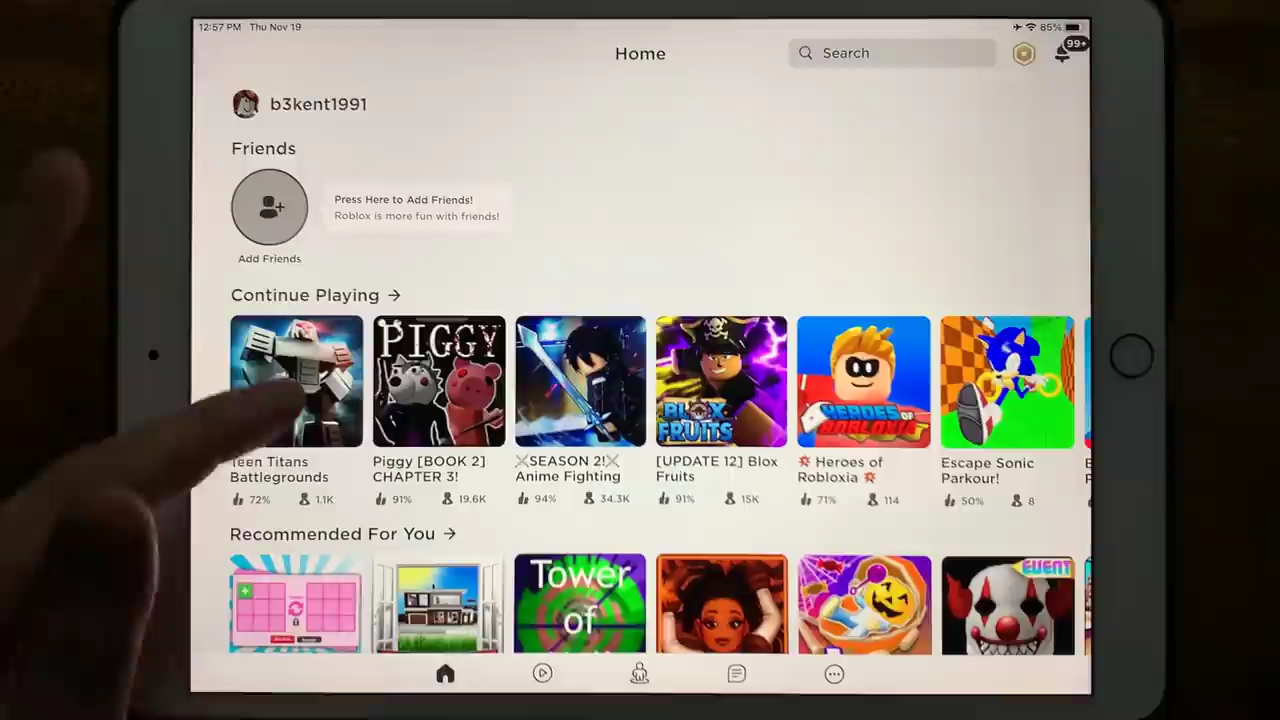 12:57 PM Thu Nov 19
85%
Home
Search
99+
b3kent1991
Friends
Press Here to Add Friends!
Roblox is more fun with friends!
Add Friends
Continue Playing →
PIGGY
BLOX
FRUITS
HEROES OF
ROBLOXIA
Teen Titans
Battlegrounds
72% 1.1K
Piggy [BOOK 2]
CHAPTER 3!
91% 19.6K
⚔SEASON 2!⚔
Anime Fighting
94% 34.3K
[UPDATE 12] Blox
Fruits
91% 15K
💥 Heroes of
Robloxia 💥
71% 114
Escape Sonic
Parkour!
50% 8
Recommended For You →
Tower
of
EVENT